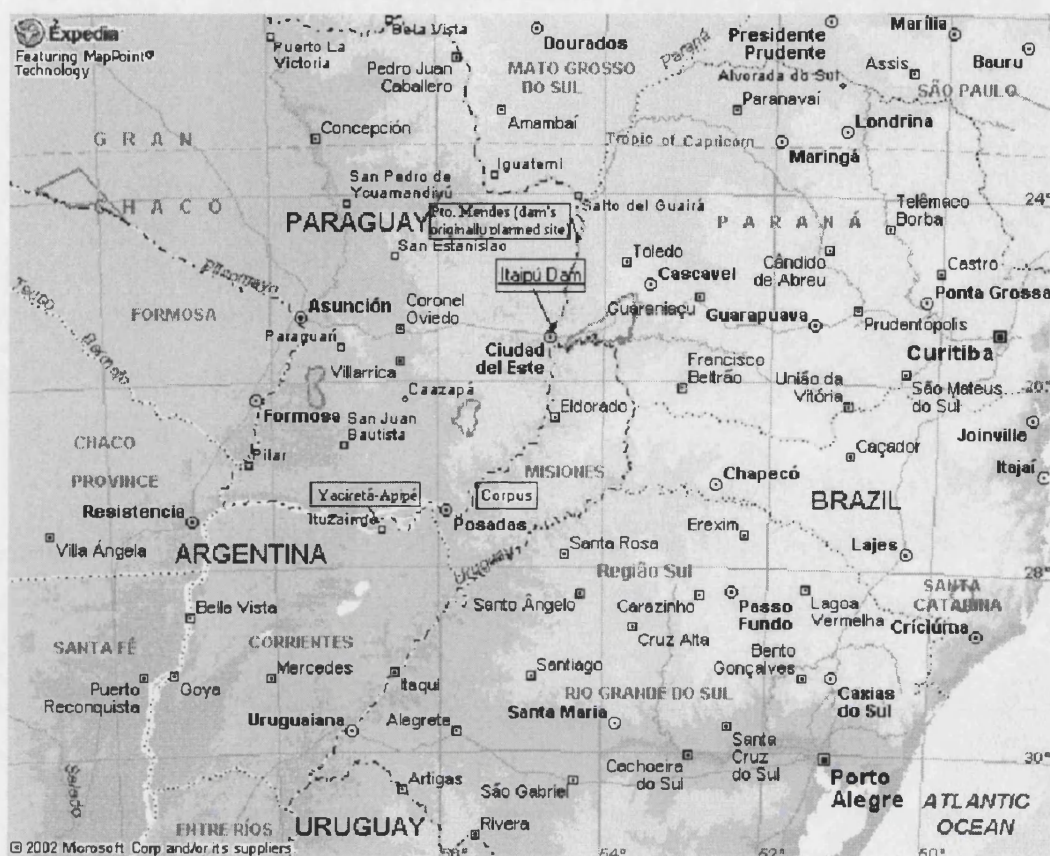 Expedia
Featuring MapPoint
Technology
Puerto La
Victoria
Bela Vista
Dourados
Presidente
Prudente
Marília
Bauru
Pedro Juan
Caballero
MATO GROSSO
DO SUL
Paraná
Alvorada do Sul
Assis
SÃO PAULO
Paranavaí
Amambaí
Concepción
GRAN
CHACO
Tropic of Capricorn
Londrina
Maringá
Iguatemi
San Pedro de
Ycuamandiyú
PARAGUAY
Pto. Mendes (dam's
originally planned site)
Salto del Guairá
24°
Telêmaco
Borba
PARANÁ
San Estanislao
Toledo
Itaipú Dam
Cascavel
Cândido
de Abreu
Castro
Pilcomayo
Teuco
Bermejo
FORMOSA
Asunción
Coronel
Oviedo
Guaraniaçu
Guarapuava
Ponta Grossa
Prudentópolis
Paraguarí
Ciudad
del Este
Curitiba
Villarrica
Caazapá
Francisco
Beltrão
União da
Vitória
São Mateus
do Sul
Formosa
San Juan
Bautista
Eldorado
Joinville
CHACO
PROVINCE
Pilar
Caçador
Itajaí
MISIONES
Chapecó
Yaciretá-Apipé
Corpus
BRAZIL
Resistencia
Ituzaingo
Posadas
Erexim
Villa Ángela
ARGENTINA
Uruguay
Santa Rosa
Lajes
Região Sul
28°
SANTA
CATARINA
Santo Ângelo
Carazinho
Passo
Fundo
Lagoa
Vermelha
Bella Vista
Cruz Alta
Criciúma
SANTA FÉ
CORRIENTES
Bento
Gonçalves
Mercedes
Santiago
Puerto
Reconquista
Goya
Itaqui
RIO GRANDE DO SUL
Caxias
do Sul
Uruguaiana
Alegrete
Santa Maria
Santa
Cruz
do Sul
30°
Cachoeira
do Sul
Salado
Artigas
São Gabriel
Porto
Alegre
ATLANTIC
OCEAN
ENTRE RÍOS
URUGUAY
Rivera
54°
52°
50°
© 2002 Microsoft Corp and/or its suppliers